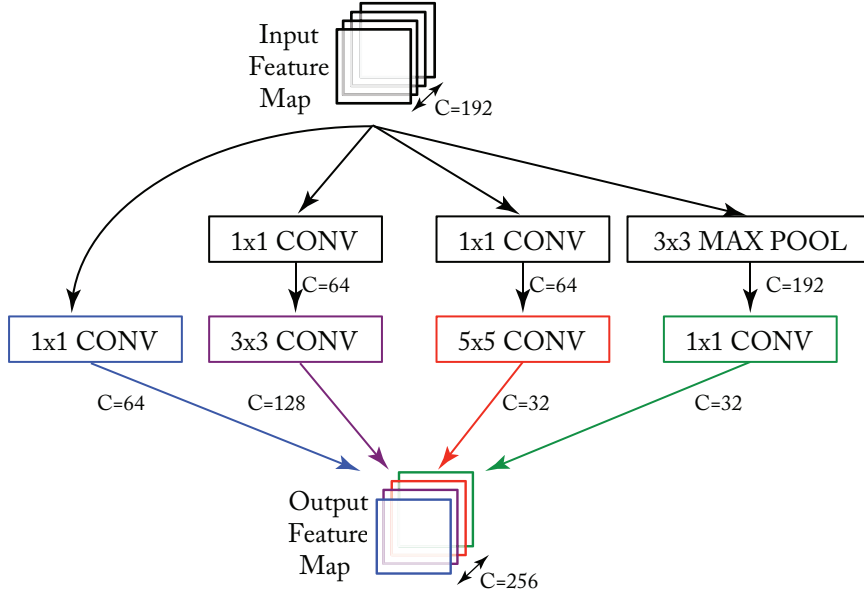 Input
Feature
Map
C=192
1x1 CONV
1x1 CONV
3x3 MAX POOL
C=64
C=64
C=192
1x1 CONV
3x3 CONV
5x5 CONV
1x1 CONV
C=64
C=128
C=32
C=32
Output
Feature
Map
C=256